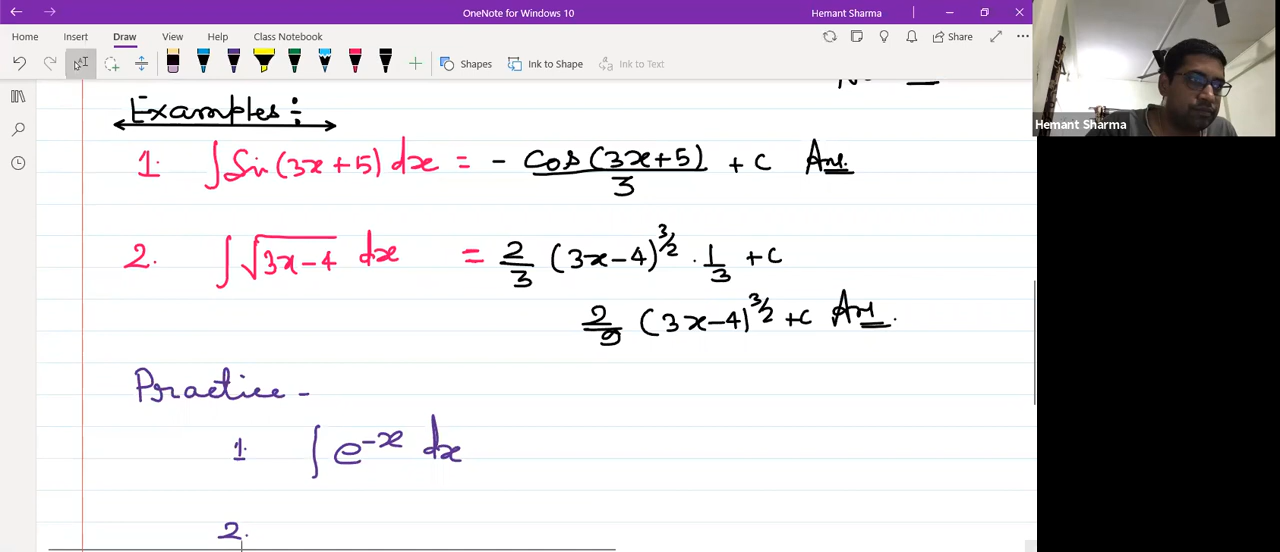 OneNote for Windows 10
Hemant Sharma
Home Insert Draw View Help Class Notebook
Share
Shapes Ink to Shape Ink to Text
Hemant Sharma
Examples :
1. ∫ Sin (3x+5) dx = - cos (3x+5)/3 + c Ans.
2. ∫ √(3x-4) dx = 2/3 (3x-4)^3/2 · 1/3 + c
2/9 (3x-4)^3/2 + c Ans.
Practice -
1. ∫ e^-x dx
2.